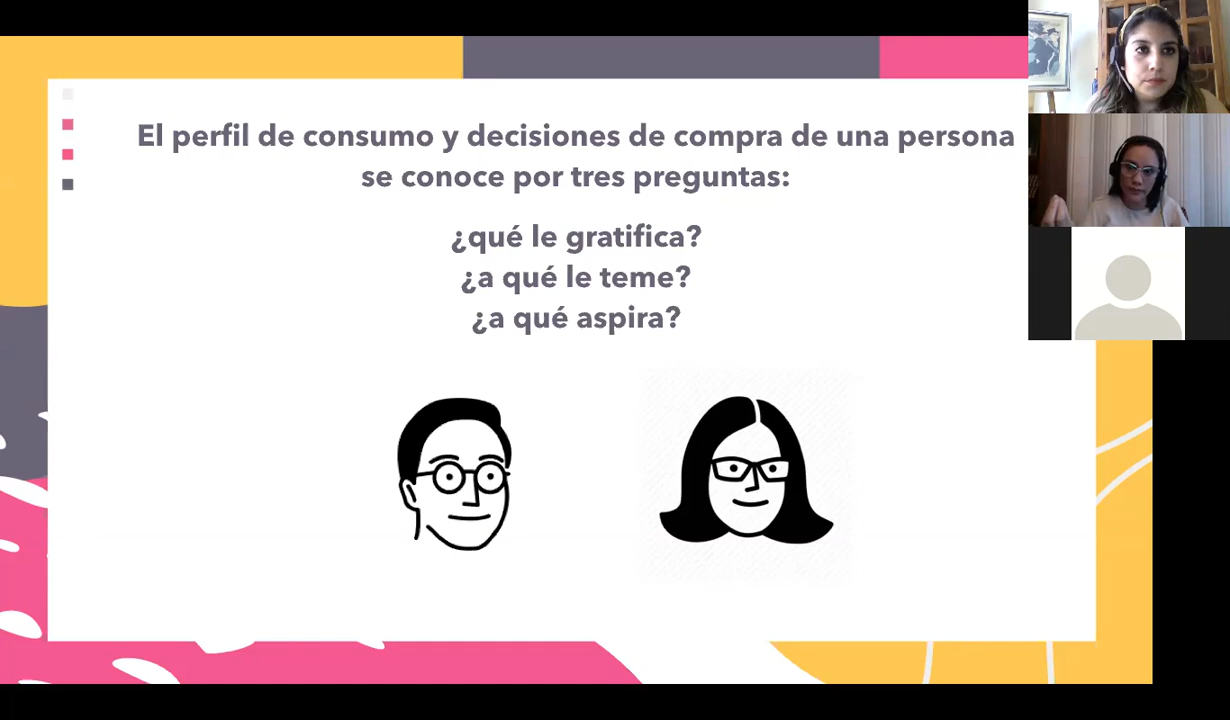 El perfil de consumo y decisiones de compra de una persona
se conoce por tres preguntas:
¿qué le gratifica?
¿a qué le teme?
¿a qué aspira?